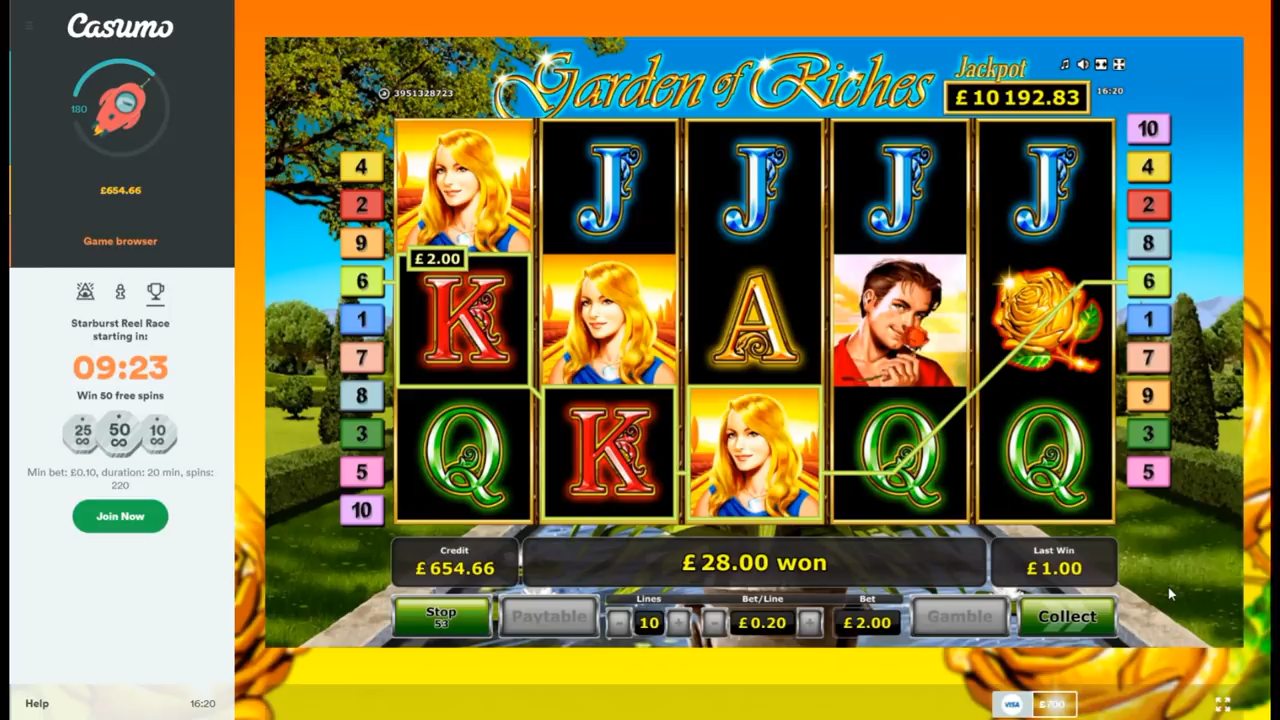 Casumo
180
£654.66
Game browser
Starburst Reel Race
starting in:
09:23
Win 50 free spins
25
50
10
Min bet: £0.10, duration: 20 min, spins:
220
Join Now
Help
16:20
3951328723
Garden of Riches
Jackpot
£10 192.83
16:20
4
2
9
6
1
7
8
3
5
10
£2.00
J
J
J
J
K
A
Q
K
Q
Q
10
4
2
8
6
1
7
9
3
5
Credit
£654.66
£28.00 won
Last Win
£1.00
Stop
53
Paytable
Lines
-
10
+
Bet/Line
-
£0.20
+
Bet
£2.00
Gamble
Collect
VISA
£700